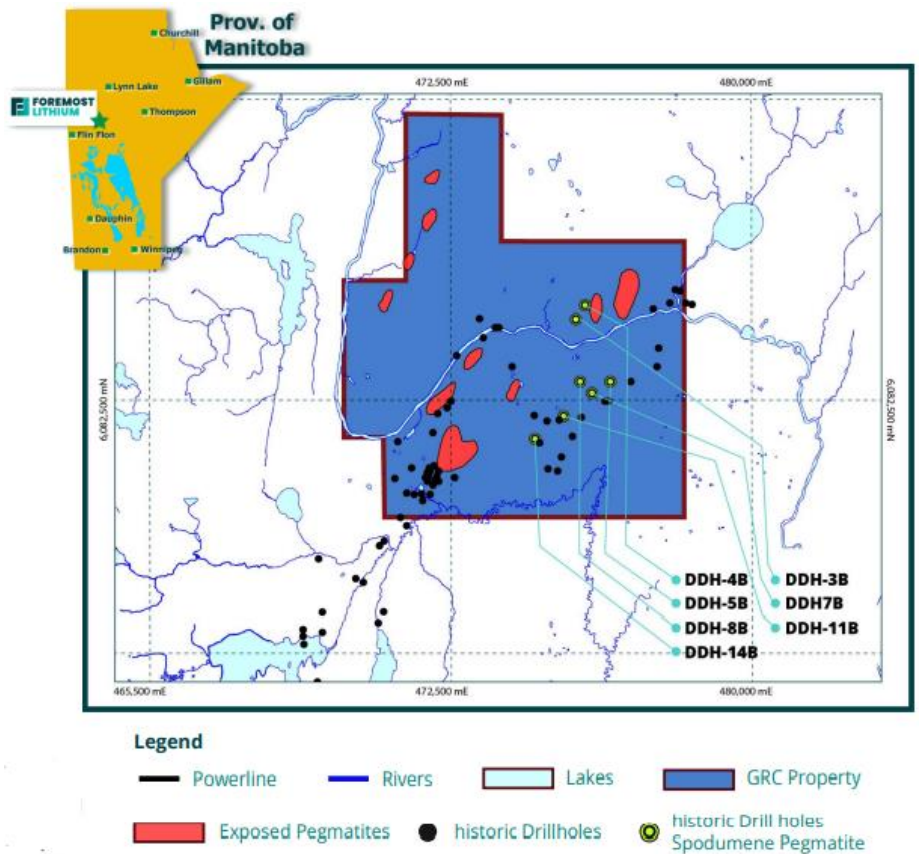 Prov. of
Manitoba
Churchill
Lynn Lake
Gillam
FOREMOST
LITHIUM
Thompson
Flin Flon
Dauphin
Brandon
Winnipeg
472,500 mE
480,000 mE
6,082,500 mN
6,082,500 mN
DDH-4B
DDH-3B
DDH-5B
DDH7B
DDH-8B
DDH-11B
DDH-14B
465,500 mE
472,500 mE
480,000 mE
Legend
Powerline
Rivers
Lakes
GRC Property
Exposed Pegmatites
historic Drillholes
historic Drill holes
Spodumene Pegmatite